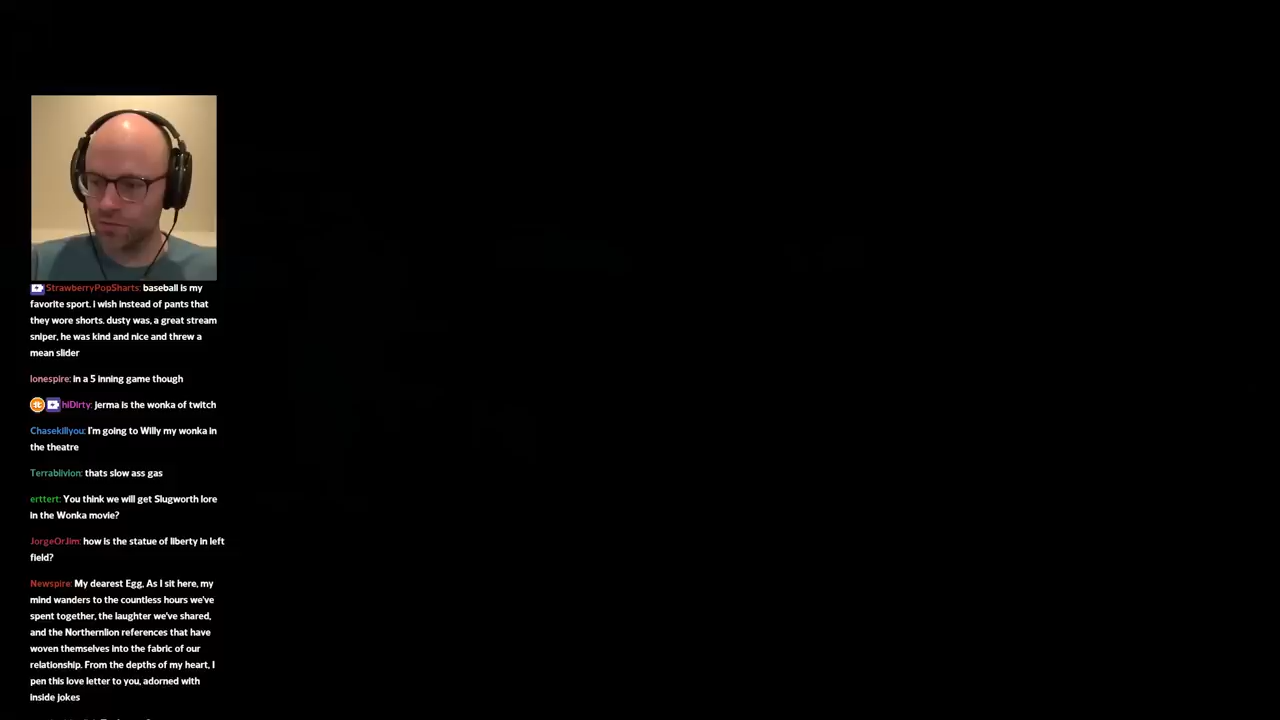 StrawberryPopSharts: baseball is my
favorite sport. i wish instead of pants that
they wore shorts. dusty was, a great stream
sniper, he was kind and nice and threw a
mean slider
lonespire: in a 5 inning game though
hiDirty: jerma is the wonka of twitch
Chasekillyou: I'm going to Willy my wonka in
the theatre
Terrablivion: thats slow ass gas
erttert: You think we will get Slugworth lore
in the Wonka movie?
JorgeOrJim: how is the statue of liberty in left
field?
Newspire: My dearest Egg, As I sit here, my
mind wanders to the countless hours we've
spent together, the laughter we've shared,
and the Northernlion references that have
woven themselves into the fabric of our
relationship. From the depths of my heart, I
pen this love letter to you, adorned with
inside jokes